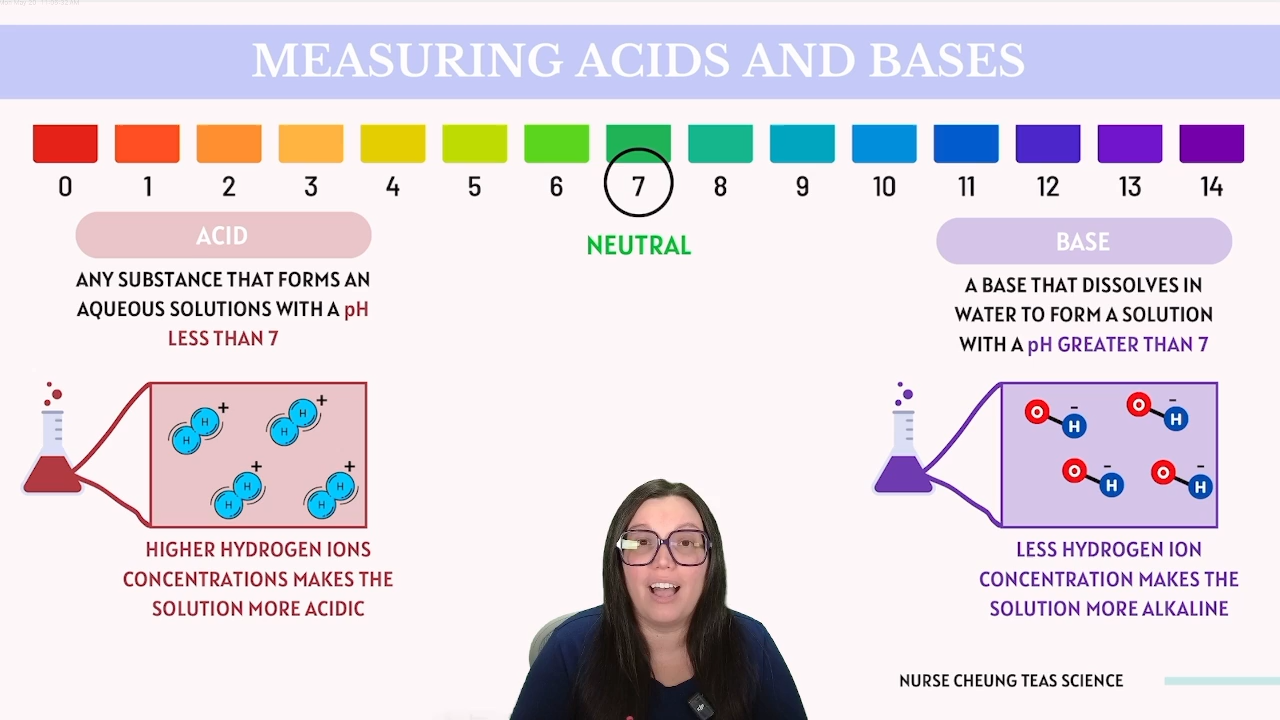 MEASURING ACIDS AND BASES
0 1 2 3 4 5 6 7 8 9 10 11 12 13 14
ACID
ANY SUBSTANCE THAT FORMS AN
AQUEOUS SOLUTIONS WITH A pH
LESS THAN 7
NEUTRAL
BASE
A BASE THAT DISSOLVES IN
WATER TO FORM A SOLUTION
WITH A pH GREATER THAN 7
H H +
H H +
H H +
H H +
HIGHER HYDROGEN IONS
CONCENTRATIONS MAKES THE
SOLUTION MORE ACIDIC
O H -
O H -
O H -
O H -
LESS HYDROGEN ION
CONCENTRATION MAKES THE
SOLUTION MORE ALKALINE
NURSE CHEUNG TEAS SCIENCE